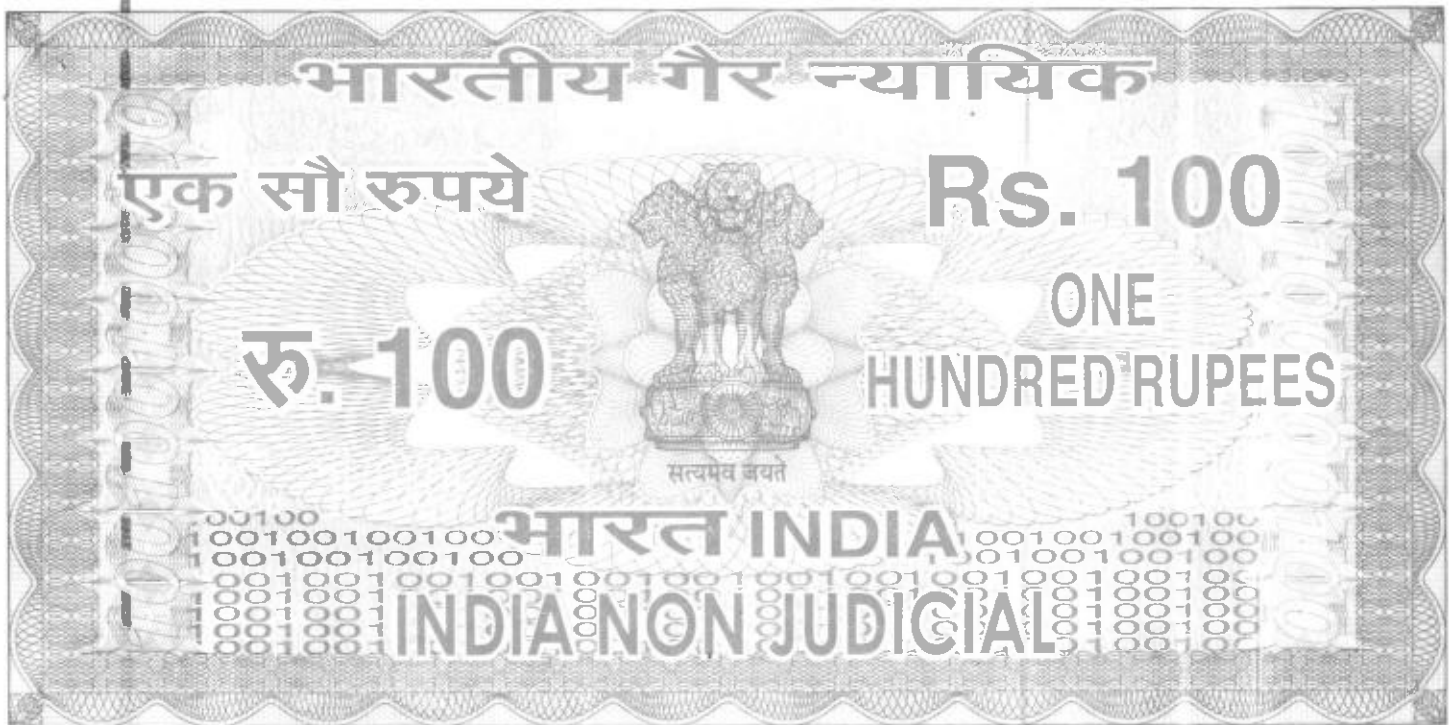 भारतीय गैर न्यायिक
एक सौ रुपये
Rs. 100
रु. 100
ONE
HUNDRED RUPEES
सत्यमेव जयते
भारत INDIA
INDIA NON JUDICIAL